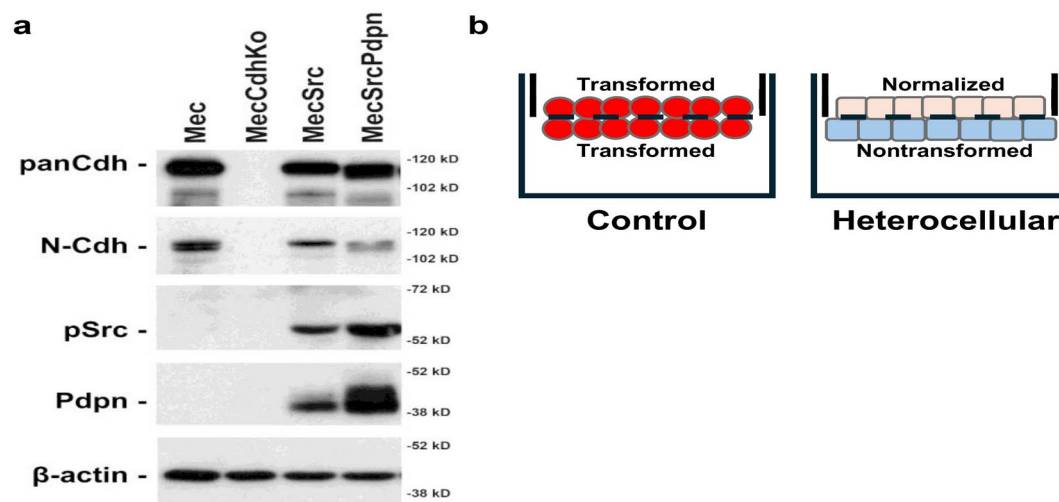 a
Mec
MecCdhKo
MecSrc
MecSrcPdpn
panCdh -
-120 kD
-102 kD
N-Cdh -
-120 kD
-102 kD
pSrc -
-72 kD
-52 kD
Pdpn -
-52 kD
-38 kD
β-actin -
-52 kD
-38 kD
b
Transformed
Transformed
Control
Normalized
Nontransformed
Heterocellular